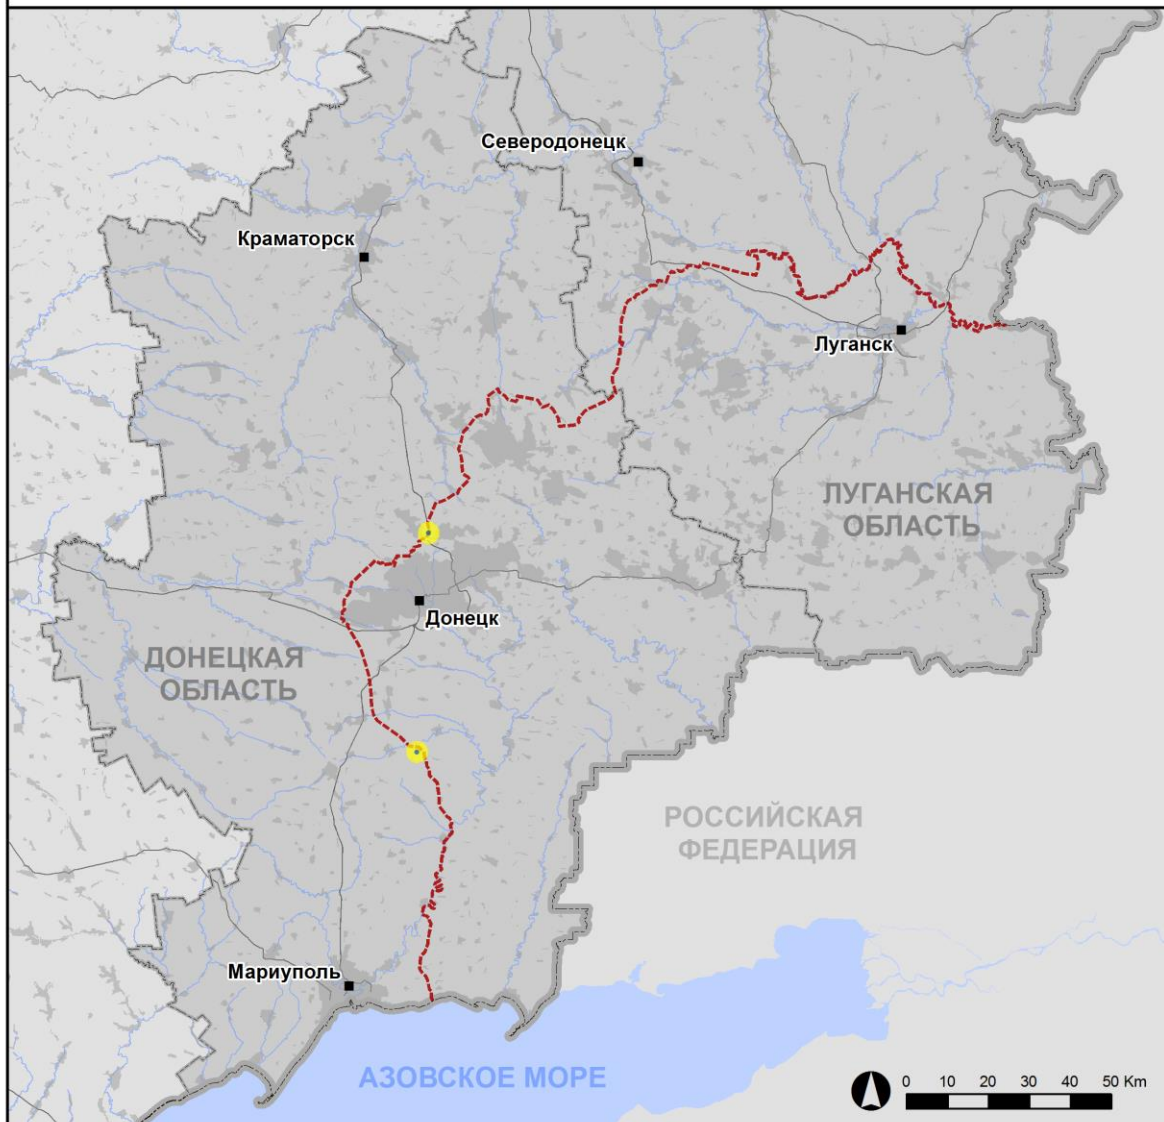 Северодонецк
Краматорск
Луганск
ЛУГАНСКАЯ
ОБЛАСТЬ
Донецк
ДОНЕЦКАЯ
ОБЛАСТЬ
РОССИЙСКАЯ
ФЕДЕРАЦИЯ
Мариуполь
АЗОВСКОЕ МОРЕ
0 10 20 30 40 50 Km